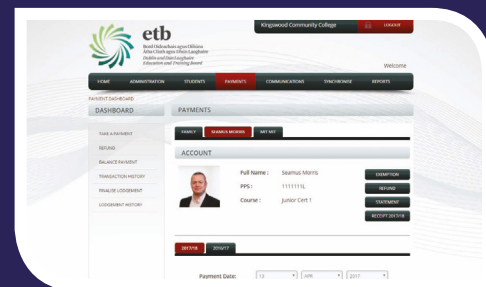 Kingswood Community College
LOGOUT
etb
Bord Oideachais agus Oiliúna
Átha Cliath agus Dhún Laoghaire
Dublin and Dún Laoghaire
Education and Training Board
Welcome
HOME ADMINISTRATION STUDENTS PAYMENTS COMMUNICATIONS SYNCHRONISE REPORTS
PAYMENT DASHBOARD
DASHBOARD
PAYMENTS
TAKE A PAYMENT
REFUND
BALANCE PAYMENT
TRANSACTION HISTORY
FINALISE LODGEMENT
LODGEMENT HISTORY
FAMILY SEAMUS MORRIS MIT MIT
ACCOUNT
Full Name : Seamus Morris
PPS : 1111111L
Course : Junior Cert 1
EXEMPTION
REFUND
STATEMENT
RECEIPT 2017/18
2017/18 2016/17
Payment Date: 13 2017